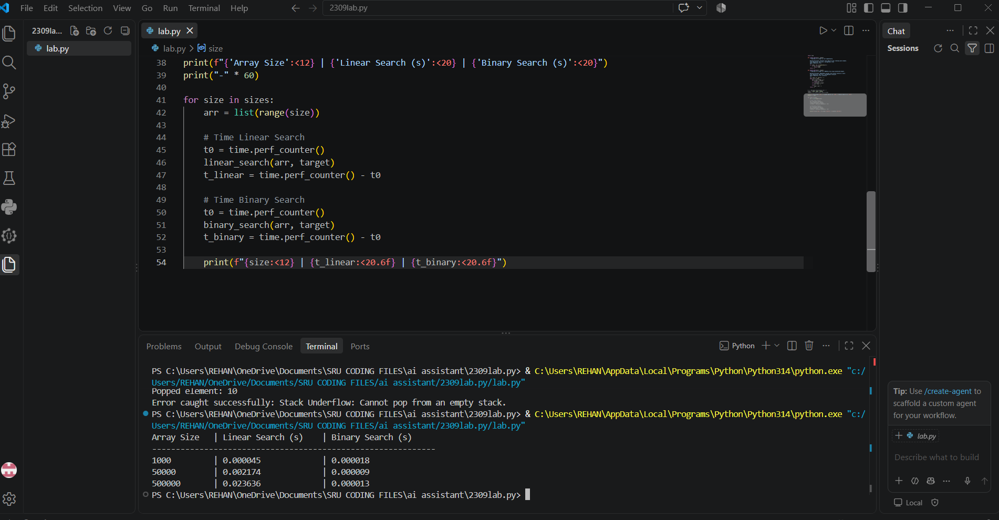 File Edit Selection View Go Run Terminal Help
2309lab.py
2309la...
lab.py
lab.py
lab.py > size
38 print(f"{'Array Size':<12} | {'Linear Search (s)':<20} | {'Binary Search (s)':<20}")
39 print("-" * 60)
40
41 for size in sizes:
42 arr = list(range(size))
43
44 # Time Linear Search
45 t0 = time.perf_counter()
46 linear_search(arr, target)
47 t_linear = time.perf_counter() - t0
48
49 # Time Binary Search
50 t0 = time.perf_counter()
51 binary_search(arr, target)
52 t_binary = time.perf_counter() - t0
53
54 print(f"{size:<12} | {t_linear:<20.6f} | {t_binary:<20.6f}")
Problems Output Debug Console Terminal Ports
Python
PS C:\Users\REHAN\OneDrive\Documents\SRU CODING FILES\ai assistant\2309lab.py> & C:\Users\REHAN\AppData\Local\Programs\Python\Python314\python.exe "c:/
Users/REHAN/OneDrive/Documents/SRU CODING FILES/ai assistant/2309lab.py/lab.py"
Popped element: 10
Error caught successfully: Stack Underflow: Cannot pop from an empty stack.
PS C:\Users\REHAN\OneDrive\Documents\SRU CODING FILES\ai assistant\2309lab.py> & C:\Users\REHAN\AppData\Local\Programs\Python\Python314\python.exe "c:/
Users/REHAN/OneDrive/Documents/SRU CODING FILES/ai assistant/2309lab.py/lab.py"
Array Size | Linear Search (s) | Binary Search (s)
------------------------------------------------------------
1000 | 0.000045 | 0.000018
50000 | 0.002174 | 0.000009
500000 | 0.023636 | 0.000013
PS C:\Users\REHAN\OneDrive\Documents\SRU CODING FILES\ai assistant\2309lab.py>
Chat
Sessions
Tip: Use /create-agent to
scaffold a custom agent
for your workflow.
lab.py
Describe what to build
Local